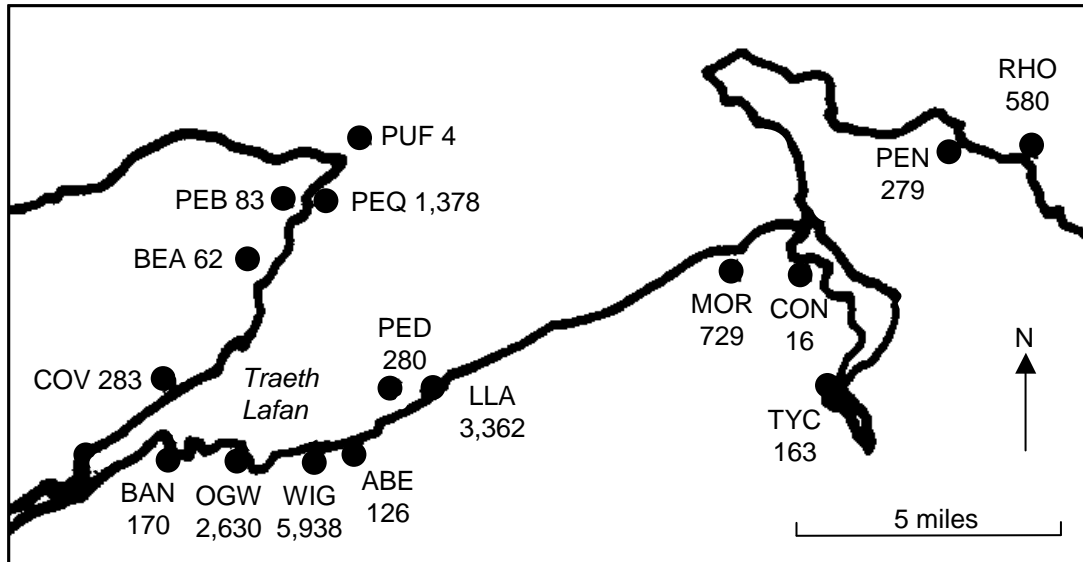 RHO
580
PUF 4
PEN
279
PEB 83
PEQ 1,378
BEA 62
MOR
729
CON
16
PED
280
N
COV 283
Traeth
Lafan
LLA
3,362
TYC
163
BAN
170
OGW
2,630
WIG
5,938
ABE
126
5 miles